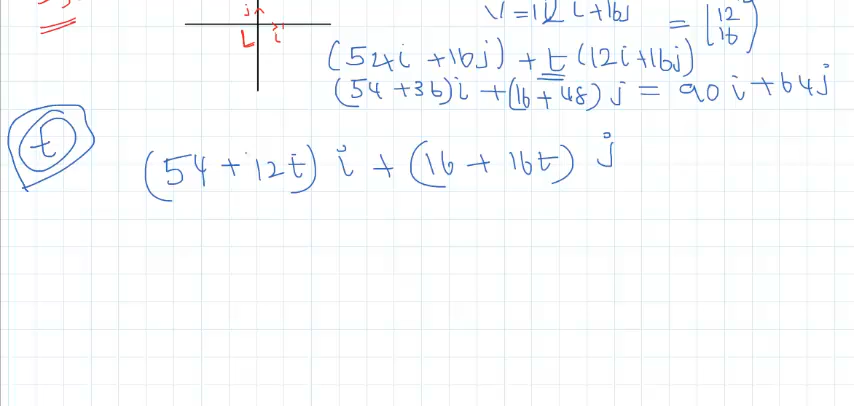 j
i
V = 12i + 16j = [12 16]
(54i + 16j) + t (12i + 16j)
(54 + 36)i + (16 + 48)j = 90i + 64j
t
(54 + 12t) i + (16 + 16t) j